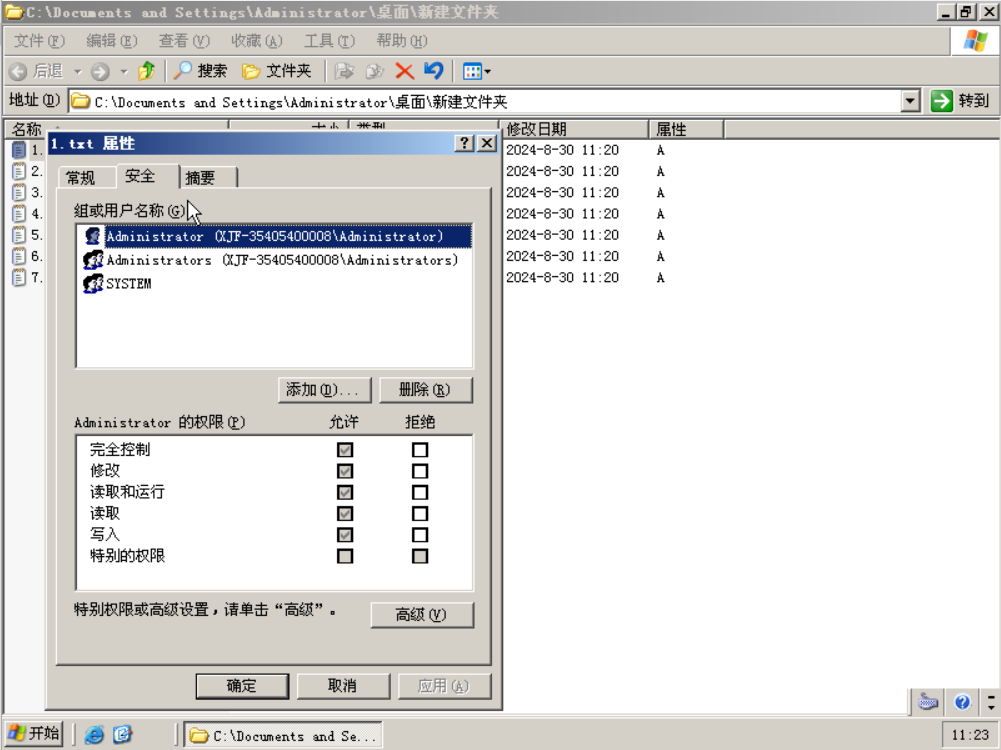 C:\Documents and Settings\Administrator\桌面\新建文件夹
文件(F) 编辑(E) 查看(V) 收藏(A) 工具(T) 帮助(H)
后退 搜索 文件夹
地址(D) C:\Documents and Settings\Administrator\桌面\新建文件夹 转到
名称 大小 类型 修改日期 属性
1. 2024-8-30 11:20 A
2. 2024-8-30 11:20 A
3. 2024-8-30 11:20 A
4. 2024-8-30 11:20 A
5. 2024-8-30 11:20 A
6. 2024-8-30 11:20 A
7. 2024-8-30 11:20 A
1.txt 属性
常规 安全 摘要
组或用户名称(G)
Administrator (XJF-35405400008\Administrator)
Administrators (XJF-35405400008\Administrators)
SYSTEM
添加(D)... 删除(R)
Administrator 的权限(P) 允许 拒绝
完全控制
修改
读取和运行
读取
写入
特别的权限
特别权限或高级设置，请单击“高级”。 高级(V)
确定 取消 应用(A)
开始 C:\Documents and Se... 11:23